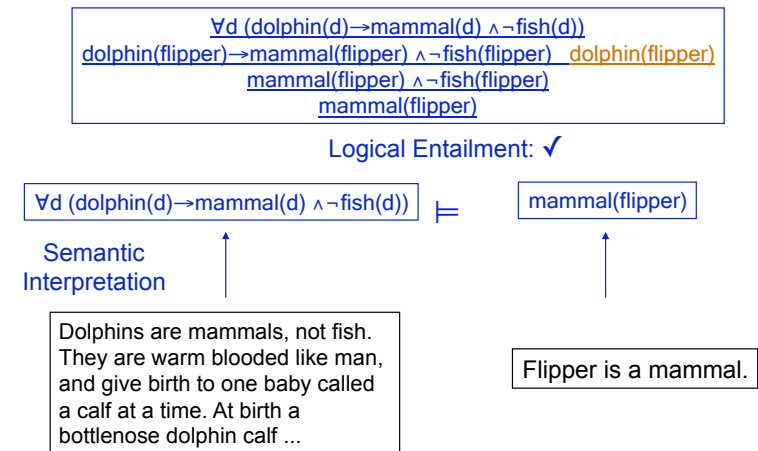 ∀d (dolphin(d)→mammal(d) ∧¬fish(d))
dolphin(flipper)→mammal(flipper) ∧¬fish(flipper) dolphin(flipper)
mammal(flipper) ∧¬fish(flipper)
mammal(flipper)
Logical Entailment: ✓
∀d (dolphin(d)→mammal(d) ∧¬fish(d)) ⊨ mammal(flipper)
Semantic
Interpretation
Dolphins are mammals, not fish.
They are warm blooded like man,
and give birth to one baby called
a calf at a time. At birth a
bottlenose dolphin calf ...
Flipper is a mammal.